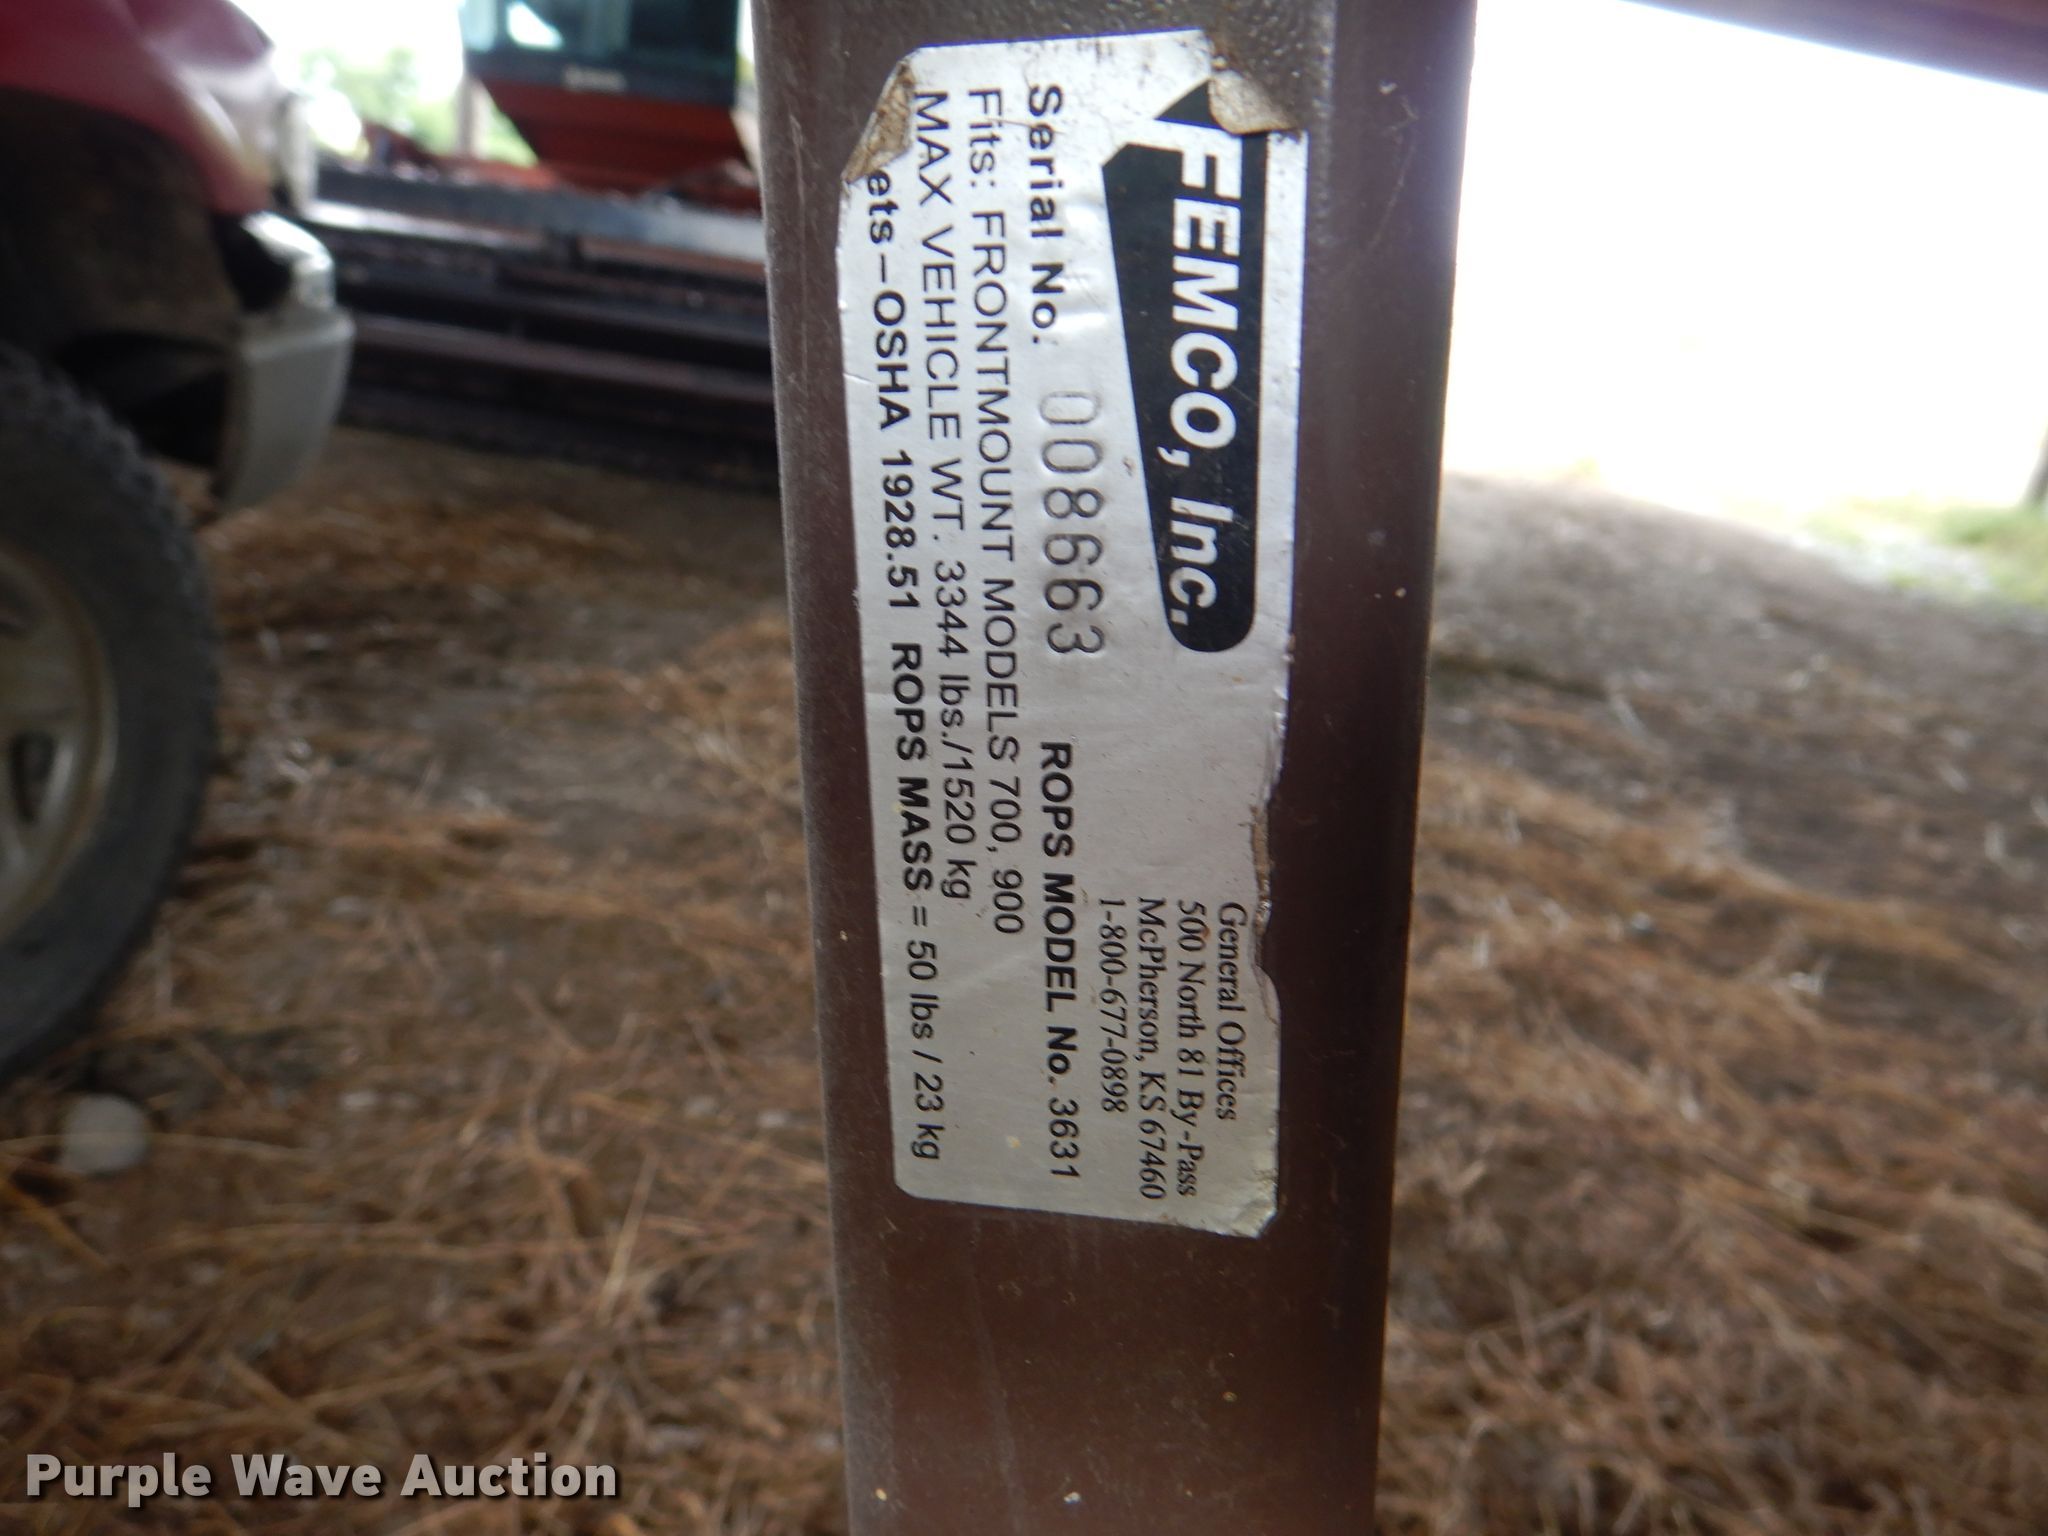 FEMCO, Inc.
General Offices
500 North 81 By-Pass
McPherson, KS 67460
1-800-677-0898
Serial No: 008663 ROPS MODEL No. 3631
Fits: FRONTMOUNT MODELS 700, 900
MAX VEHICLE WT. 3344 lbs./1520 kg
ets-OSHA 1928.51 ROPS MASS = 50 lbs / 23 kg
Purple Wave Auction